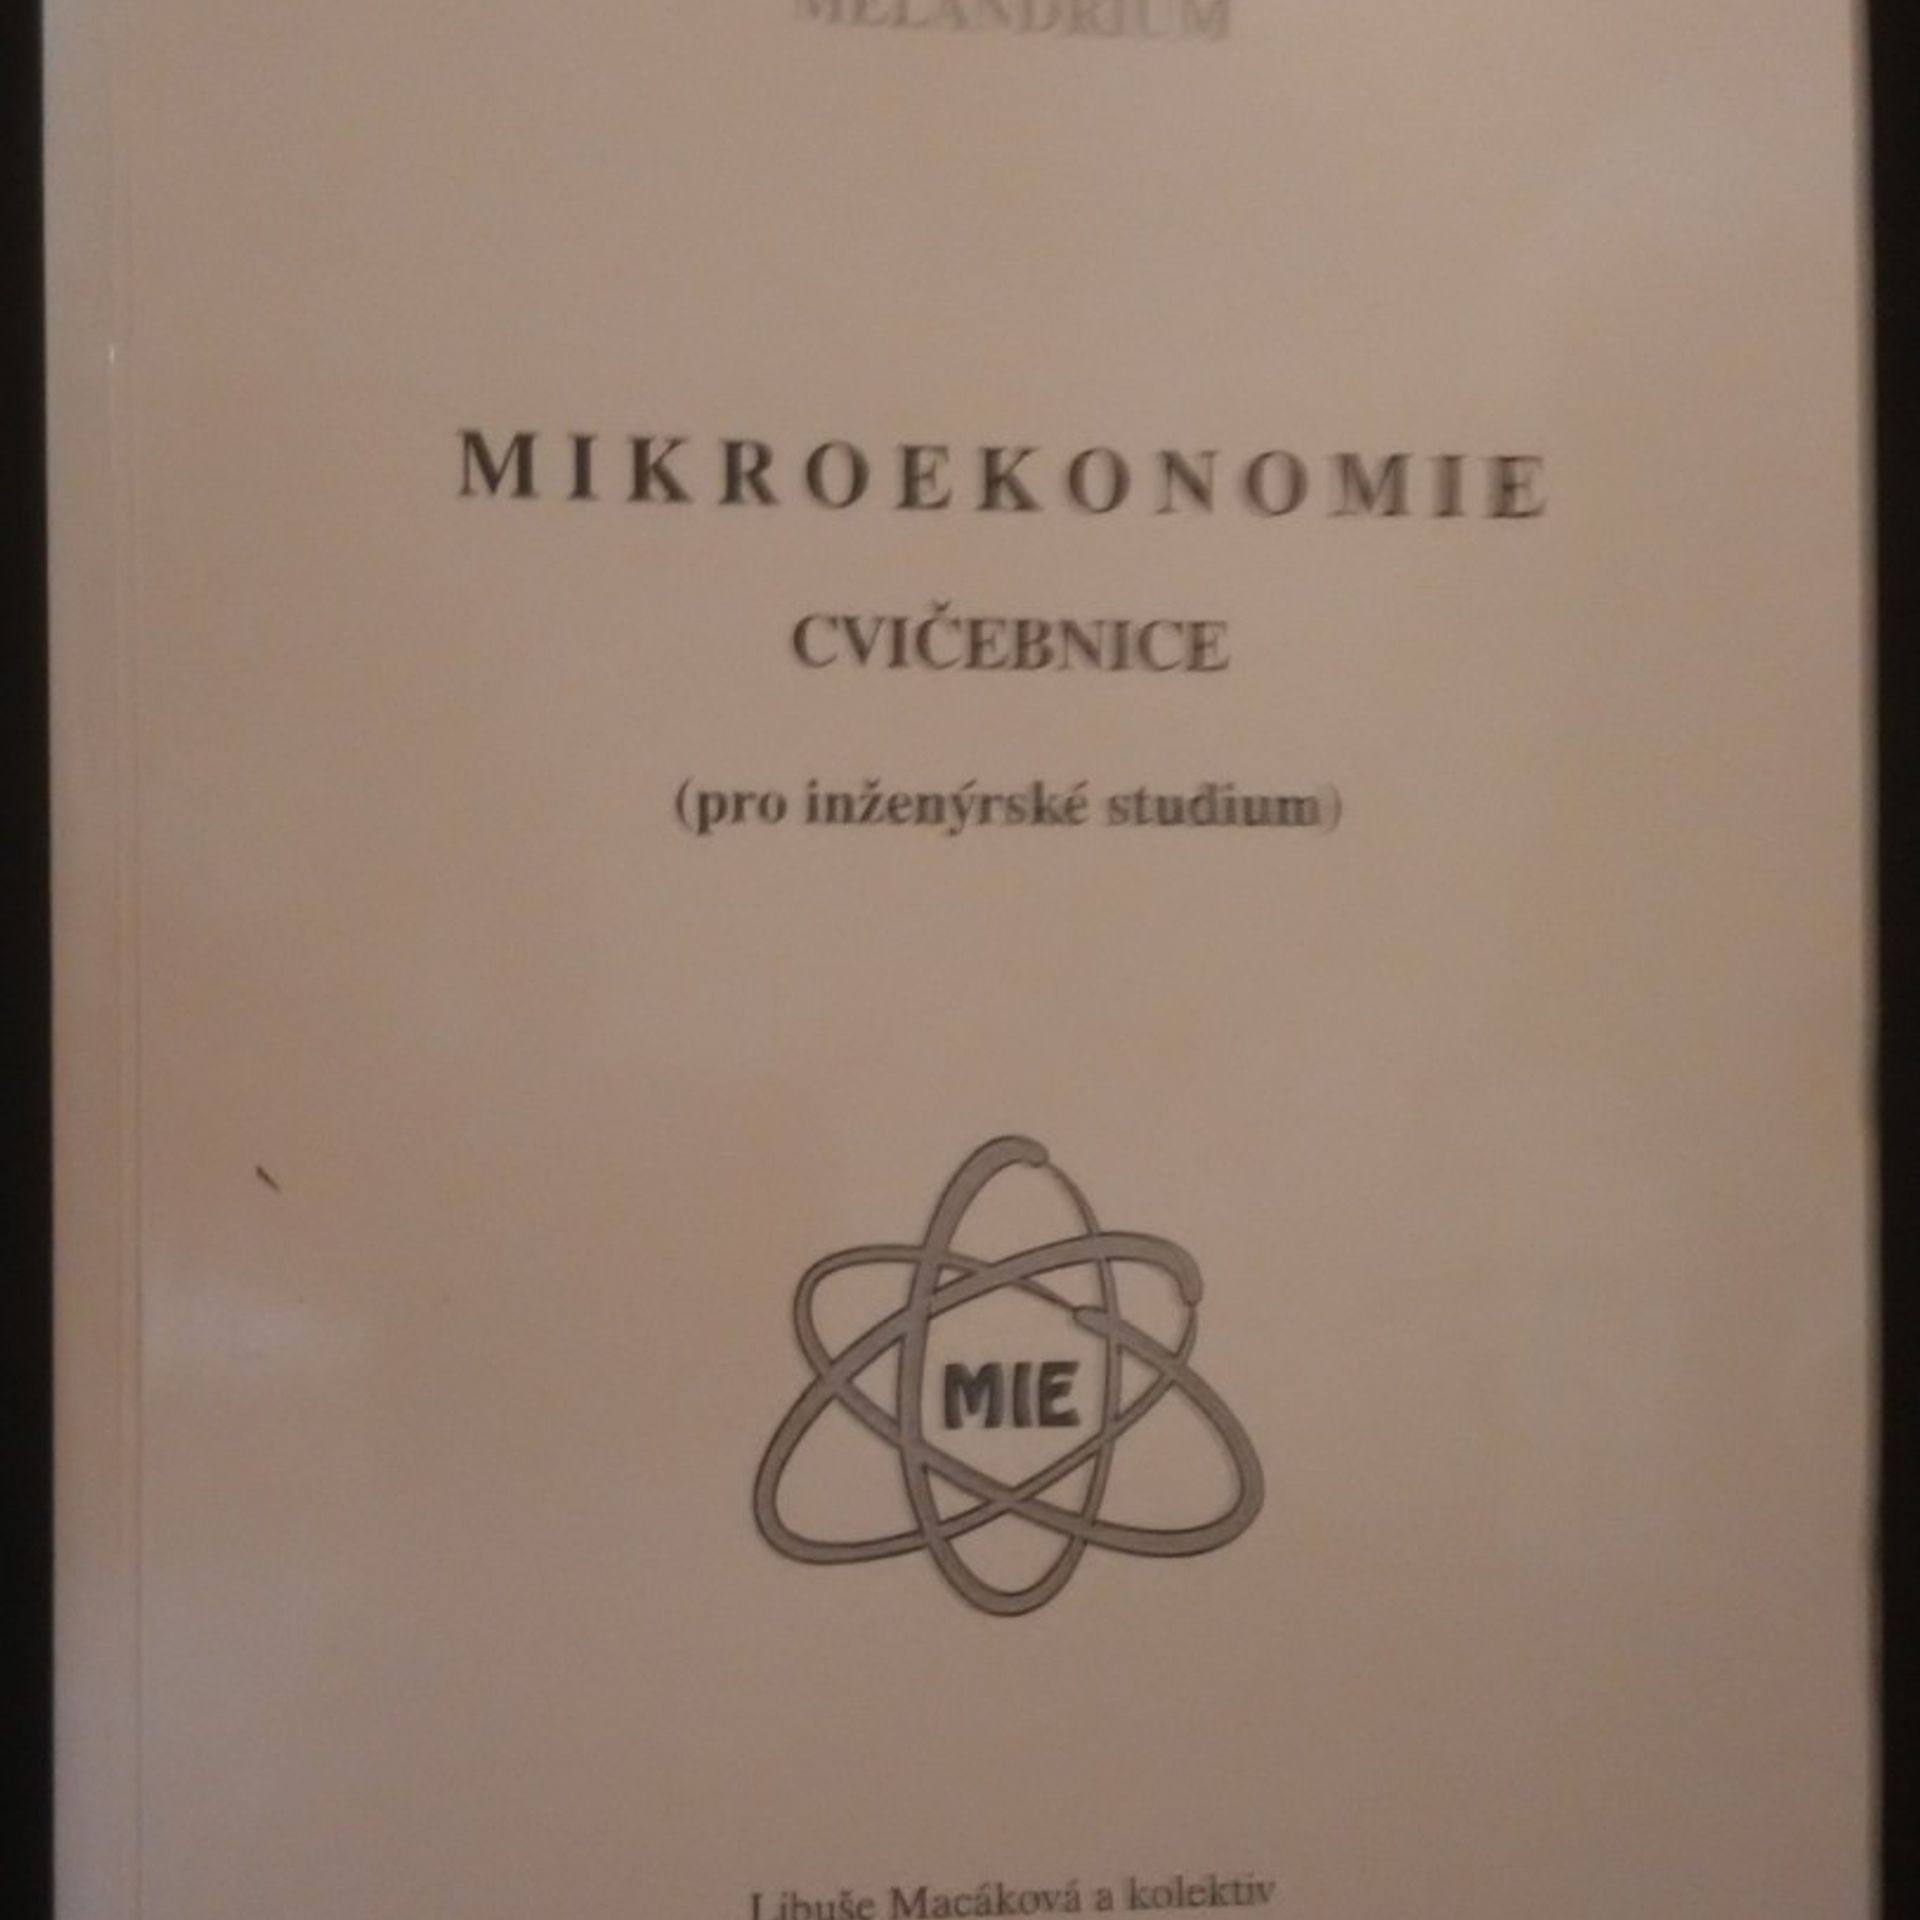 MELANDRIUM
MIKROEKONOMIE
CVIČEBNICE
(pro inženýrské studium)
MIE
Libuše Macáková a kolektiv